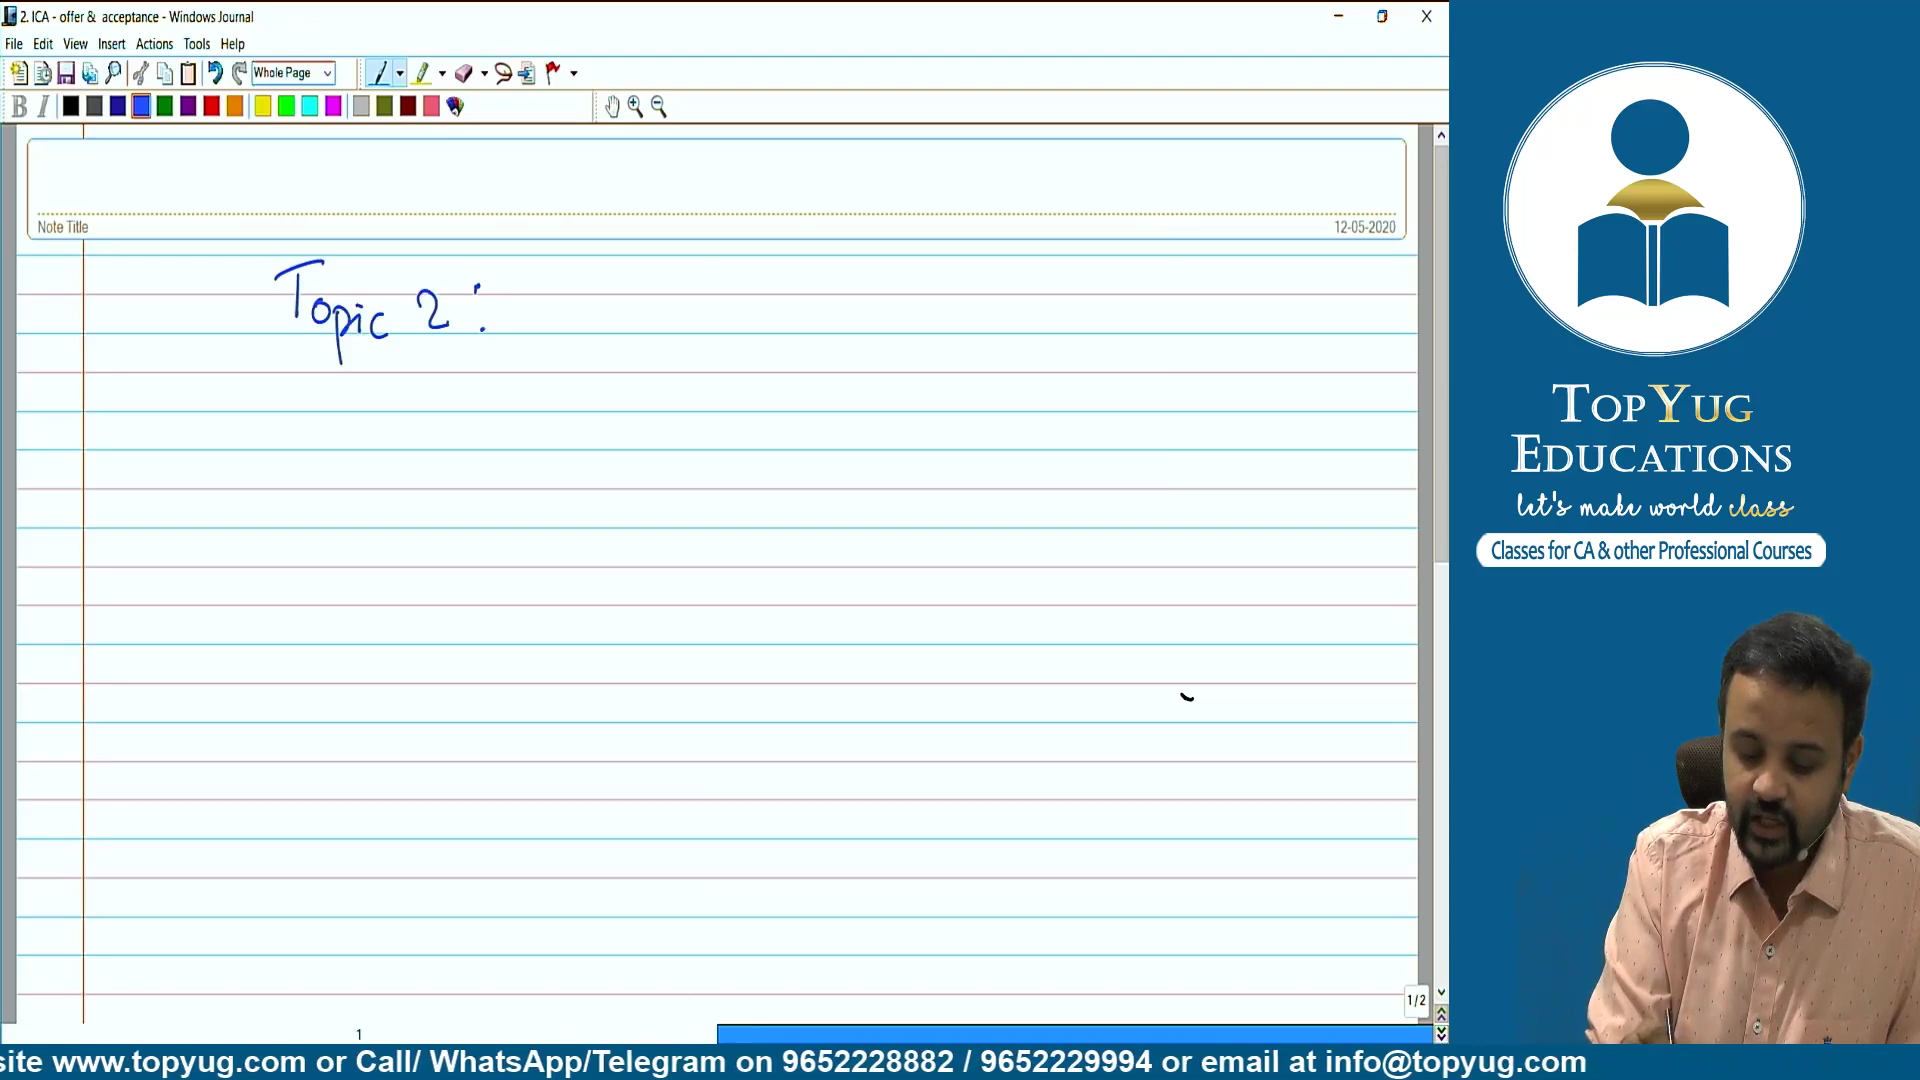 2. ICA - offer & acceptance - Windows Journal
File Edit View Insert Actions Tools Help
Whole Page
B I
Note Title
12-05-2020
Topic 2 :
1/2
1
TOPYUG
EDUCATIONS
let's make world class
Classes for CA & other Professional Courses
site www.topyug.com or Call/ WhatsApp/Telegram on 9652228882 / 9652229994 or email at info@topyug.com